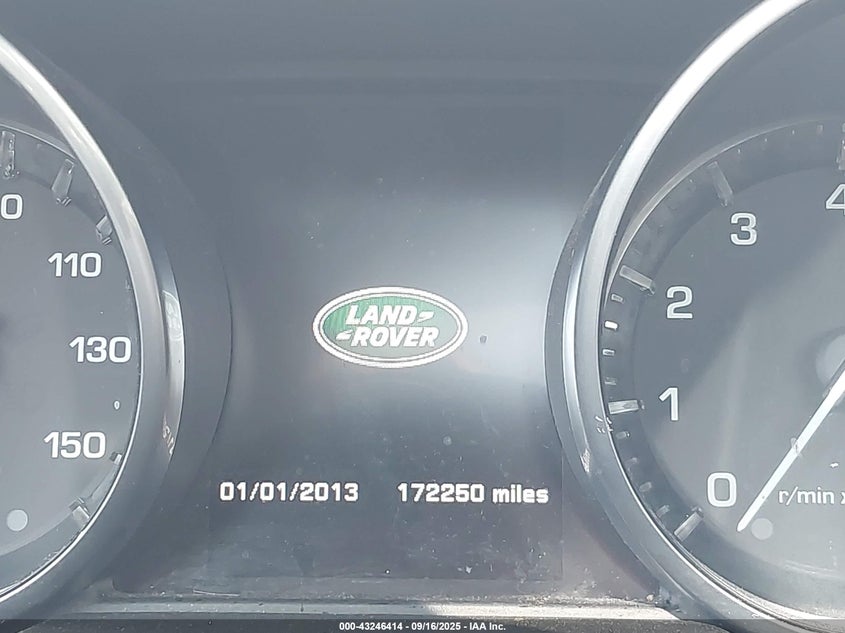 0
110
130
150
LAND-
-ROVER
01/01/2013 172250 miles
4
3
2
1
0
r/min x
000-43246414 - 09/16/2025 - IAA Inc.